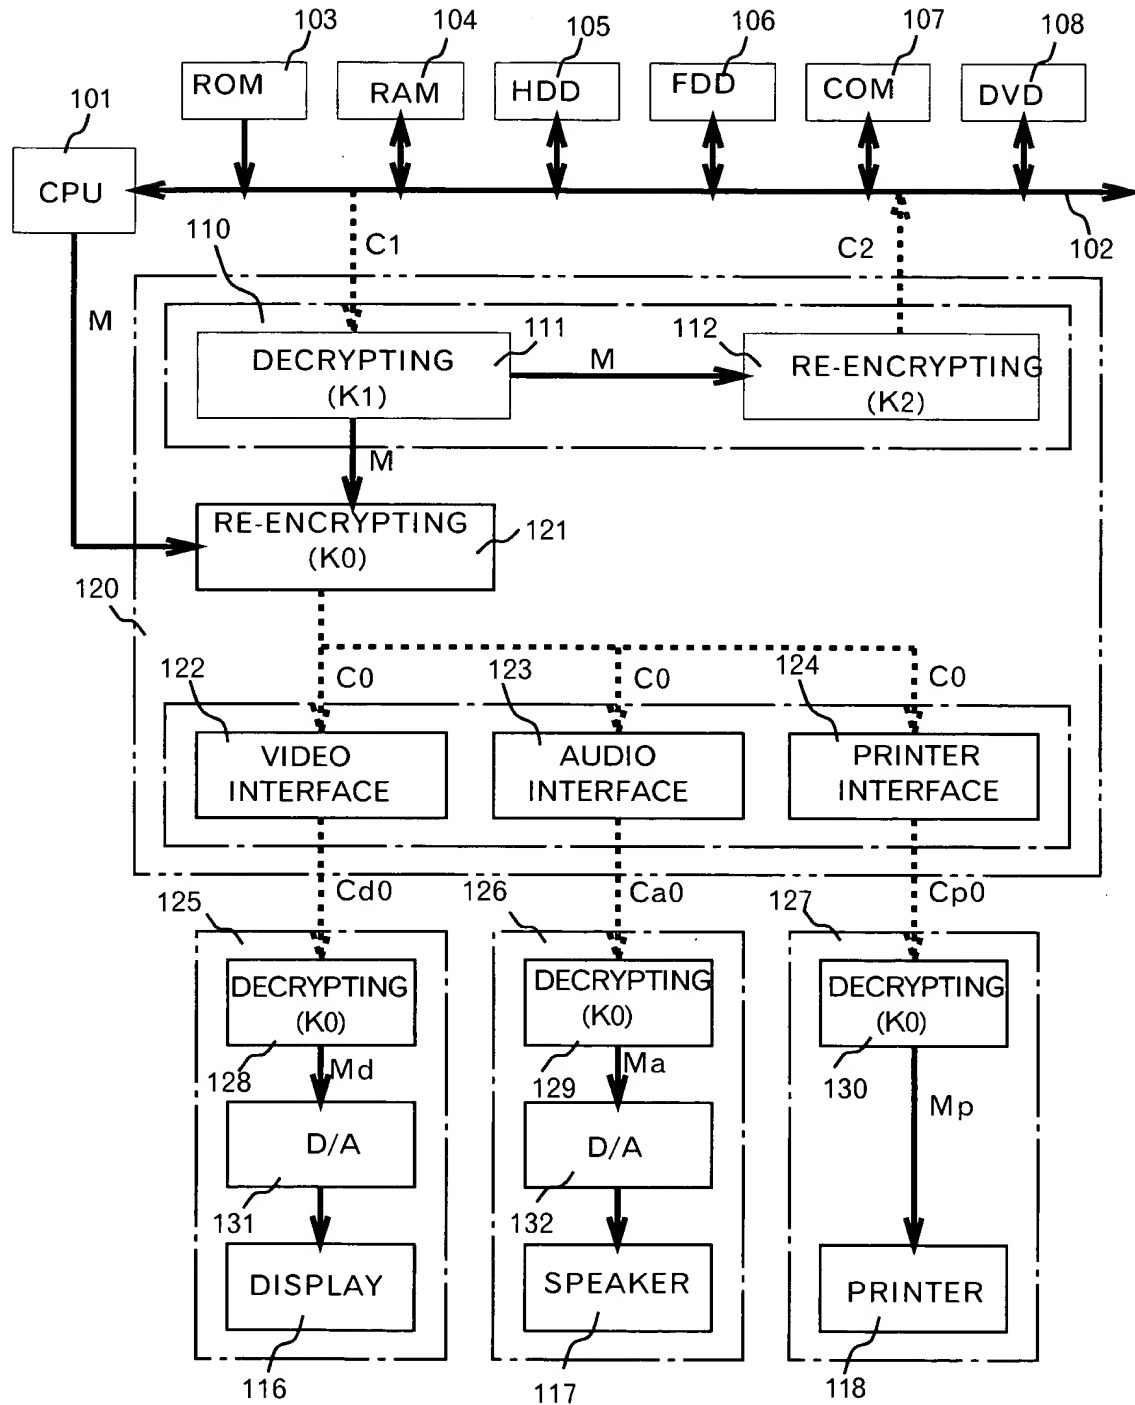 103
104
105
106
107
108
ROM
RAM
HDD
FDD
COM
DVD
101
CPU
102
110
C1
C2
M
111
112
DECRYPTING
(K1)
M
RE-ENCRYPTING
(K2)
M
RE-ENCRYPTING
(K0)
121
120
122
C0
123
C0
124
C0
VIDEO
INTERFACE
AUDIO
INTERFACE
PRINTER
INTERFACE
125
Cd0
126
Ca0
127
Cp0
DECRYPTING
(K0)
DECRYPTING
(K0)
DECRYPTING
(K0)
128
Md
129
Ma
130
Mp
D/A
D/A
131
132
DISPLAY
SPEAKER
PRINTER
116
117
118